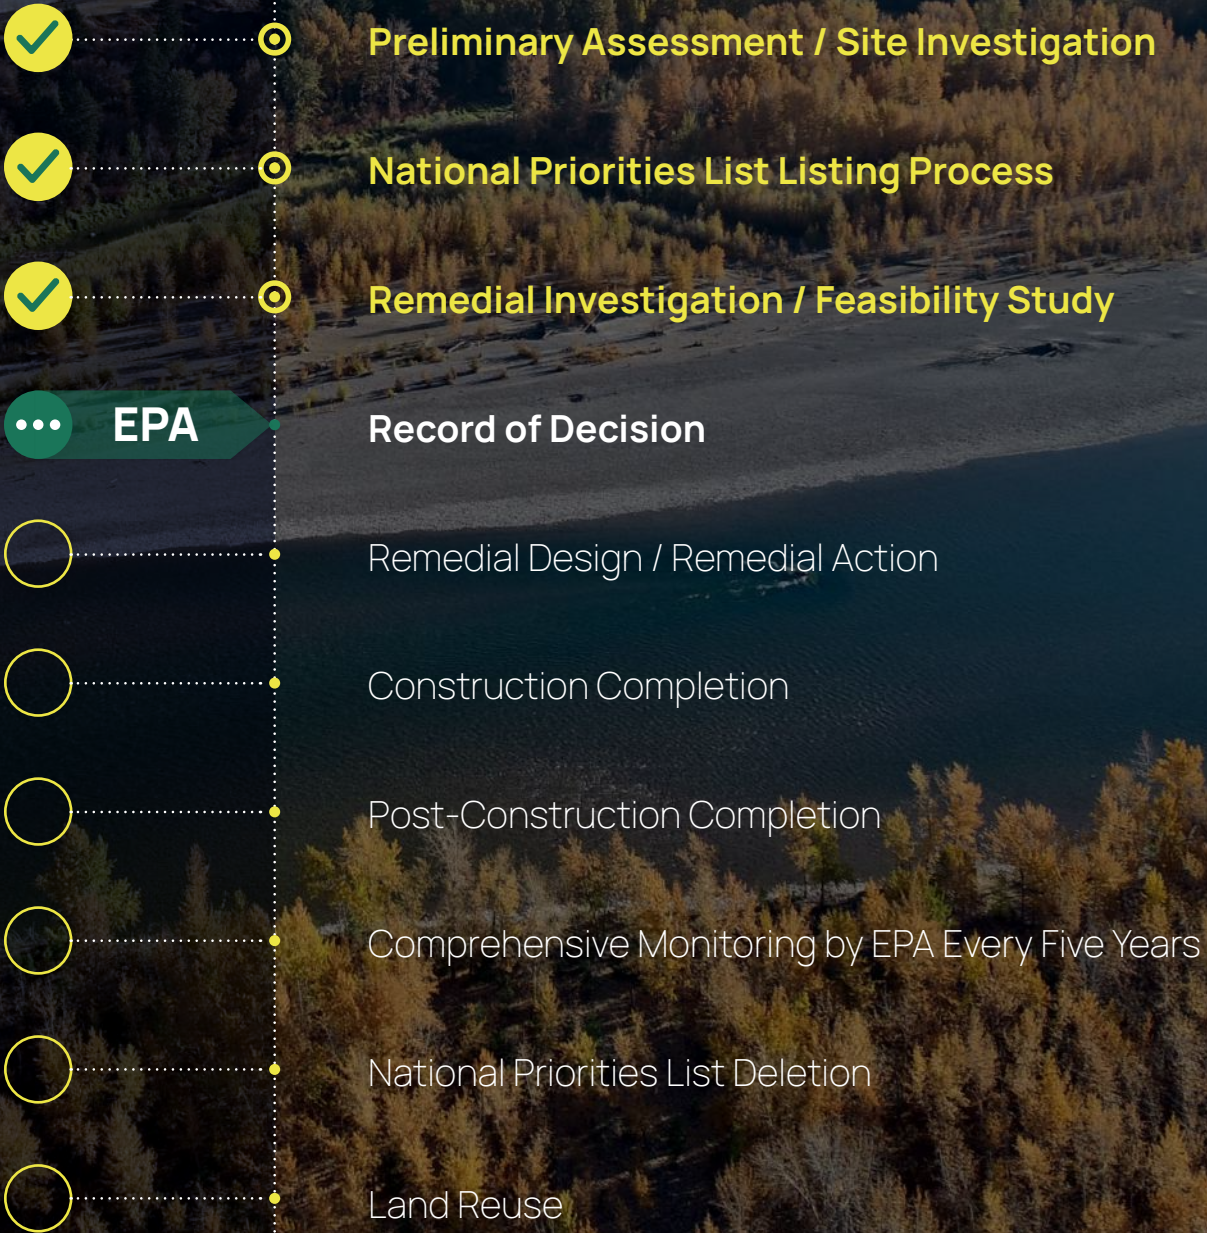 Preliminary Assessment / Site Investigation
National Priorities List Listing Process
Remedial Investigation / Feasibility Study
EPA Record of Decision
Remedial Design / Remedial Action
Construction Completion
Post-Construction Completion
Comprehensive Monitoring by EPA Every Five Years
National Priorities List Deletion
Land Reuse